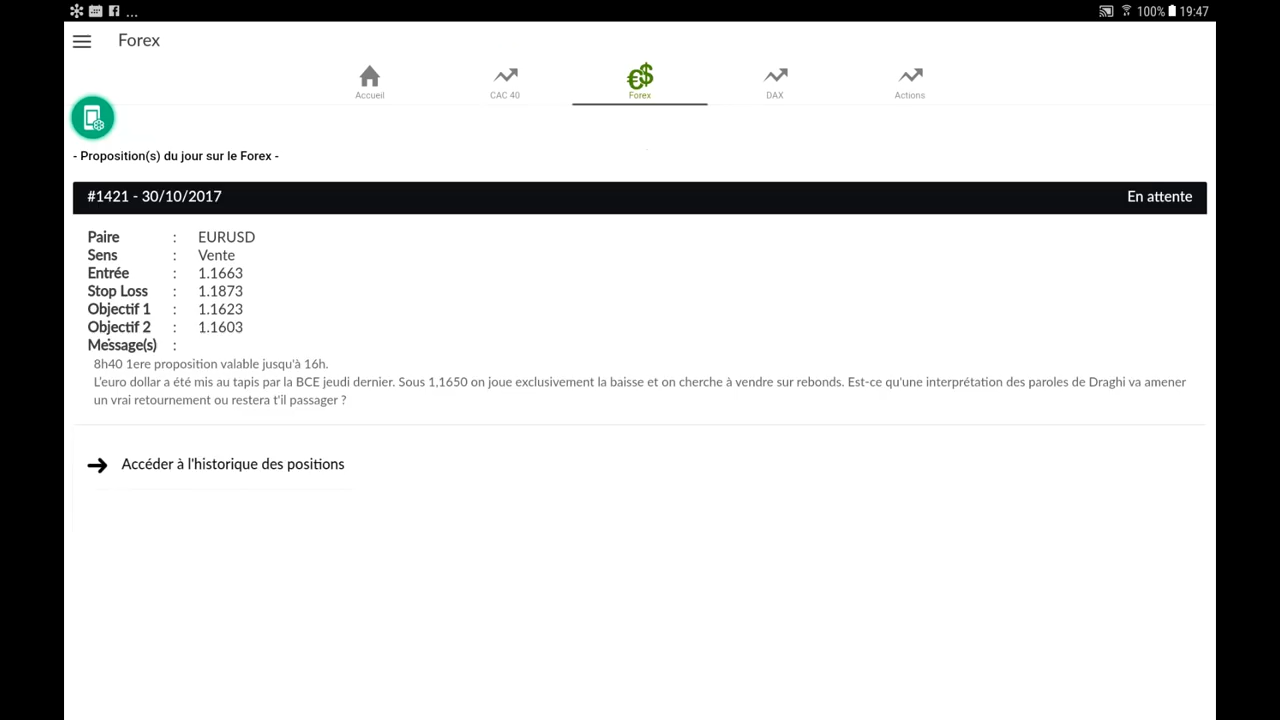 ... 100% 19:47
Forex
Accueil CAC 40 Forex DAX Actions
- Proposition(s) du jour sur le Forex -
#1421 - 30/10/2017 En attente
Paire : EURUSD
Sens : Vente
Entrée : 1.1663
Stop Loss : 1.1873
Objectif 1 : 1.1623
Objectif 2 : 1.1603
Message(s) :
8h40 1ere proposition valable jusqu'à 16h.
L'euro dollar a été mis au tapis par la BCE jeudi dernier. Sous 1,1650 on joue exclusivement la baisse et on cherche à vendre sur rebonds. Est-ce qu'une interprétation des paroles de Draghi va amener
un vrai retournement ou restera t'il passager ?
Accéder à l'historique des positions